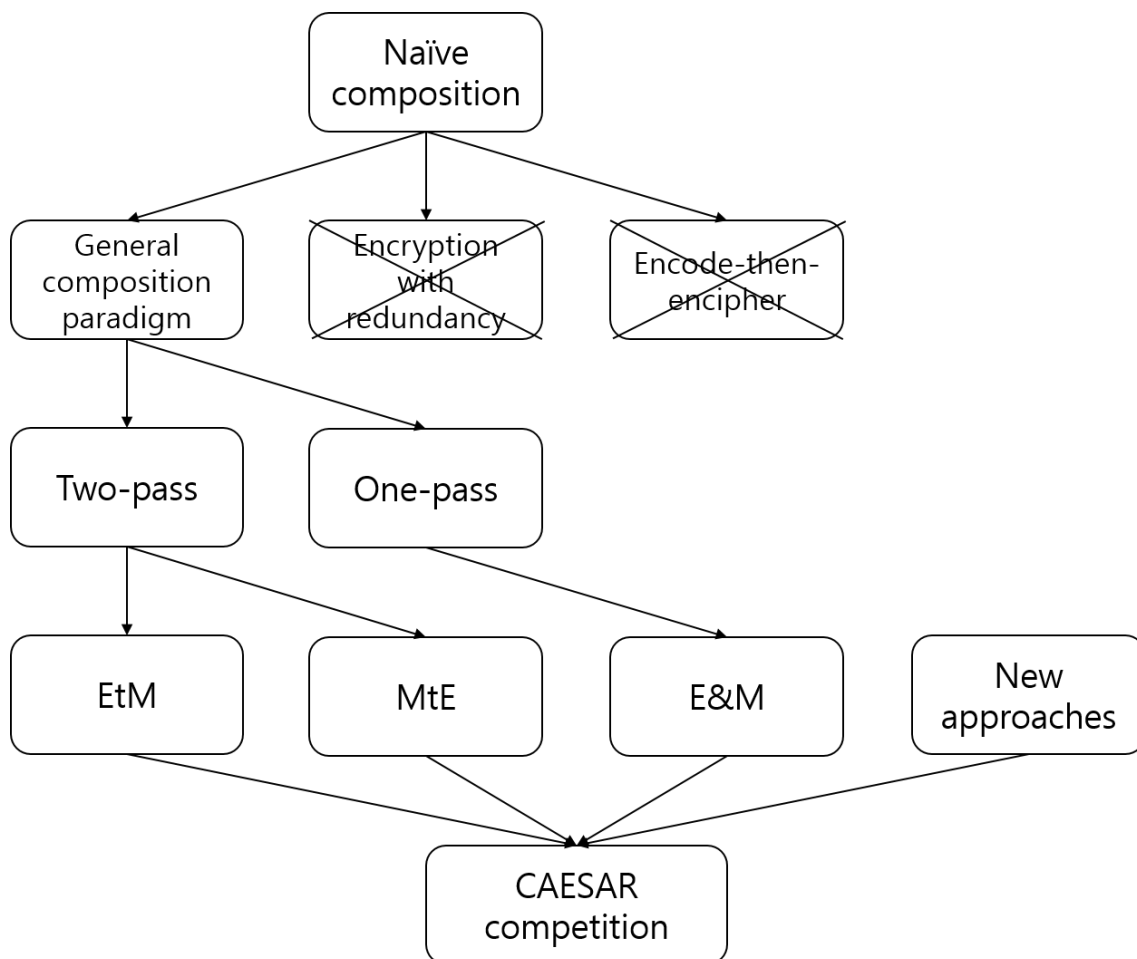 Naïve
composition
General
composition
paradigm
Encryption
with
redundancy
Encode-then-
encipher
Two-pass
One-pass
EtM
MtE
E&M
New
approaches
CAESAR
competition